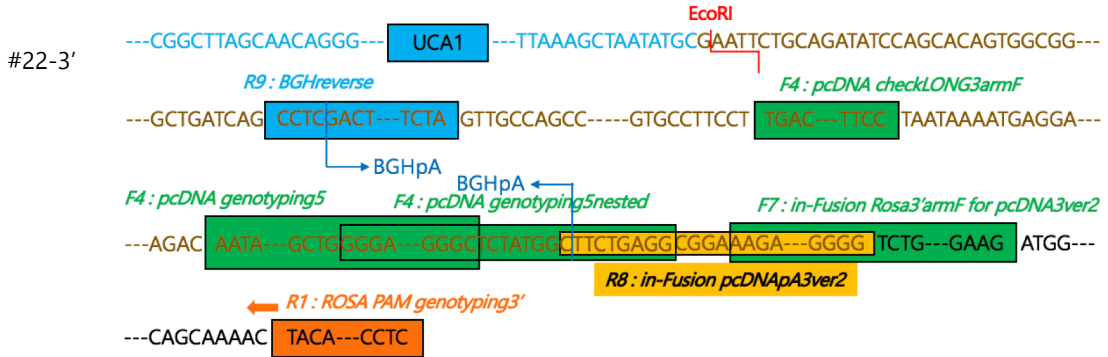 EcoRI
---CGGCTTAGCAACAGGG--- UCA1 ---TTAAAGCTAATATGCGAATTCTGCAGATATCCAGCACAGTGGCGG---
#22-3’
R9 : BGHreverse
F4 : pcDNA checkLONG3armF
---GCTGATCAG CCTCGACT---TCTA GTTGCCAGCC-----GTGCCTTCCT TGAC---TTCC TAATAAAATGAGGA---
BGHpA
BGHpA
F4 : pcDNA genotyping5
F4 : pcDNA genotyping5nested
F7 : in-Fusion Rosa3’armF for pcDNA3ver2
---AGAC AATA---GCTGGGGA---GGGCTCTATGGCTTCTGAGG CGGAAAGA---GGGG TCTG---GAAG ATGG---
R8 : in-Fusion pcDNApA3ver2
R1 : ROSA PAM genotyping3’
---CAGCAAAAC TACA---CCTC